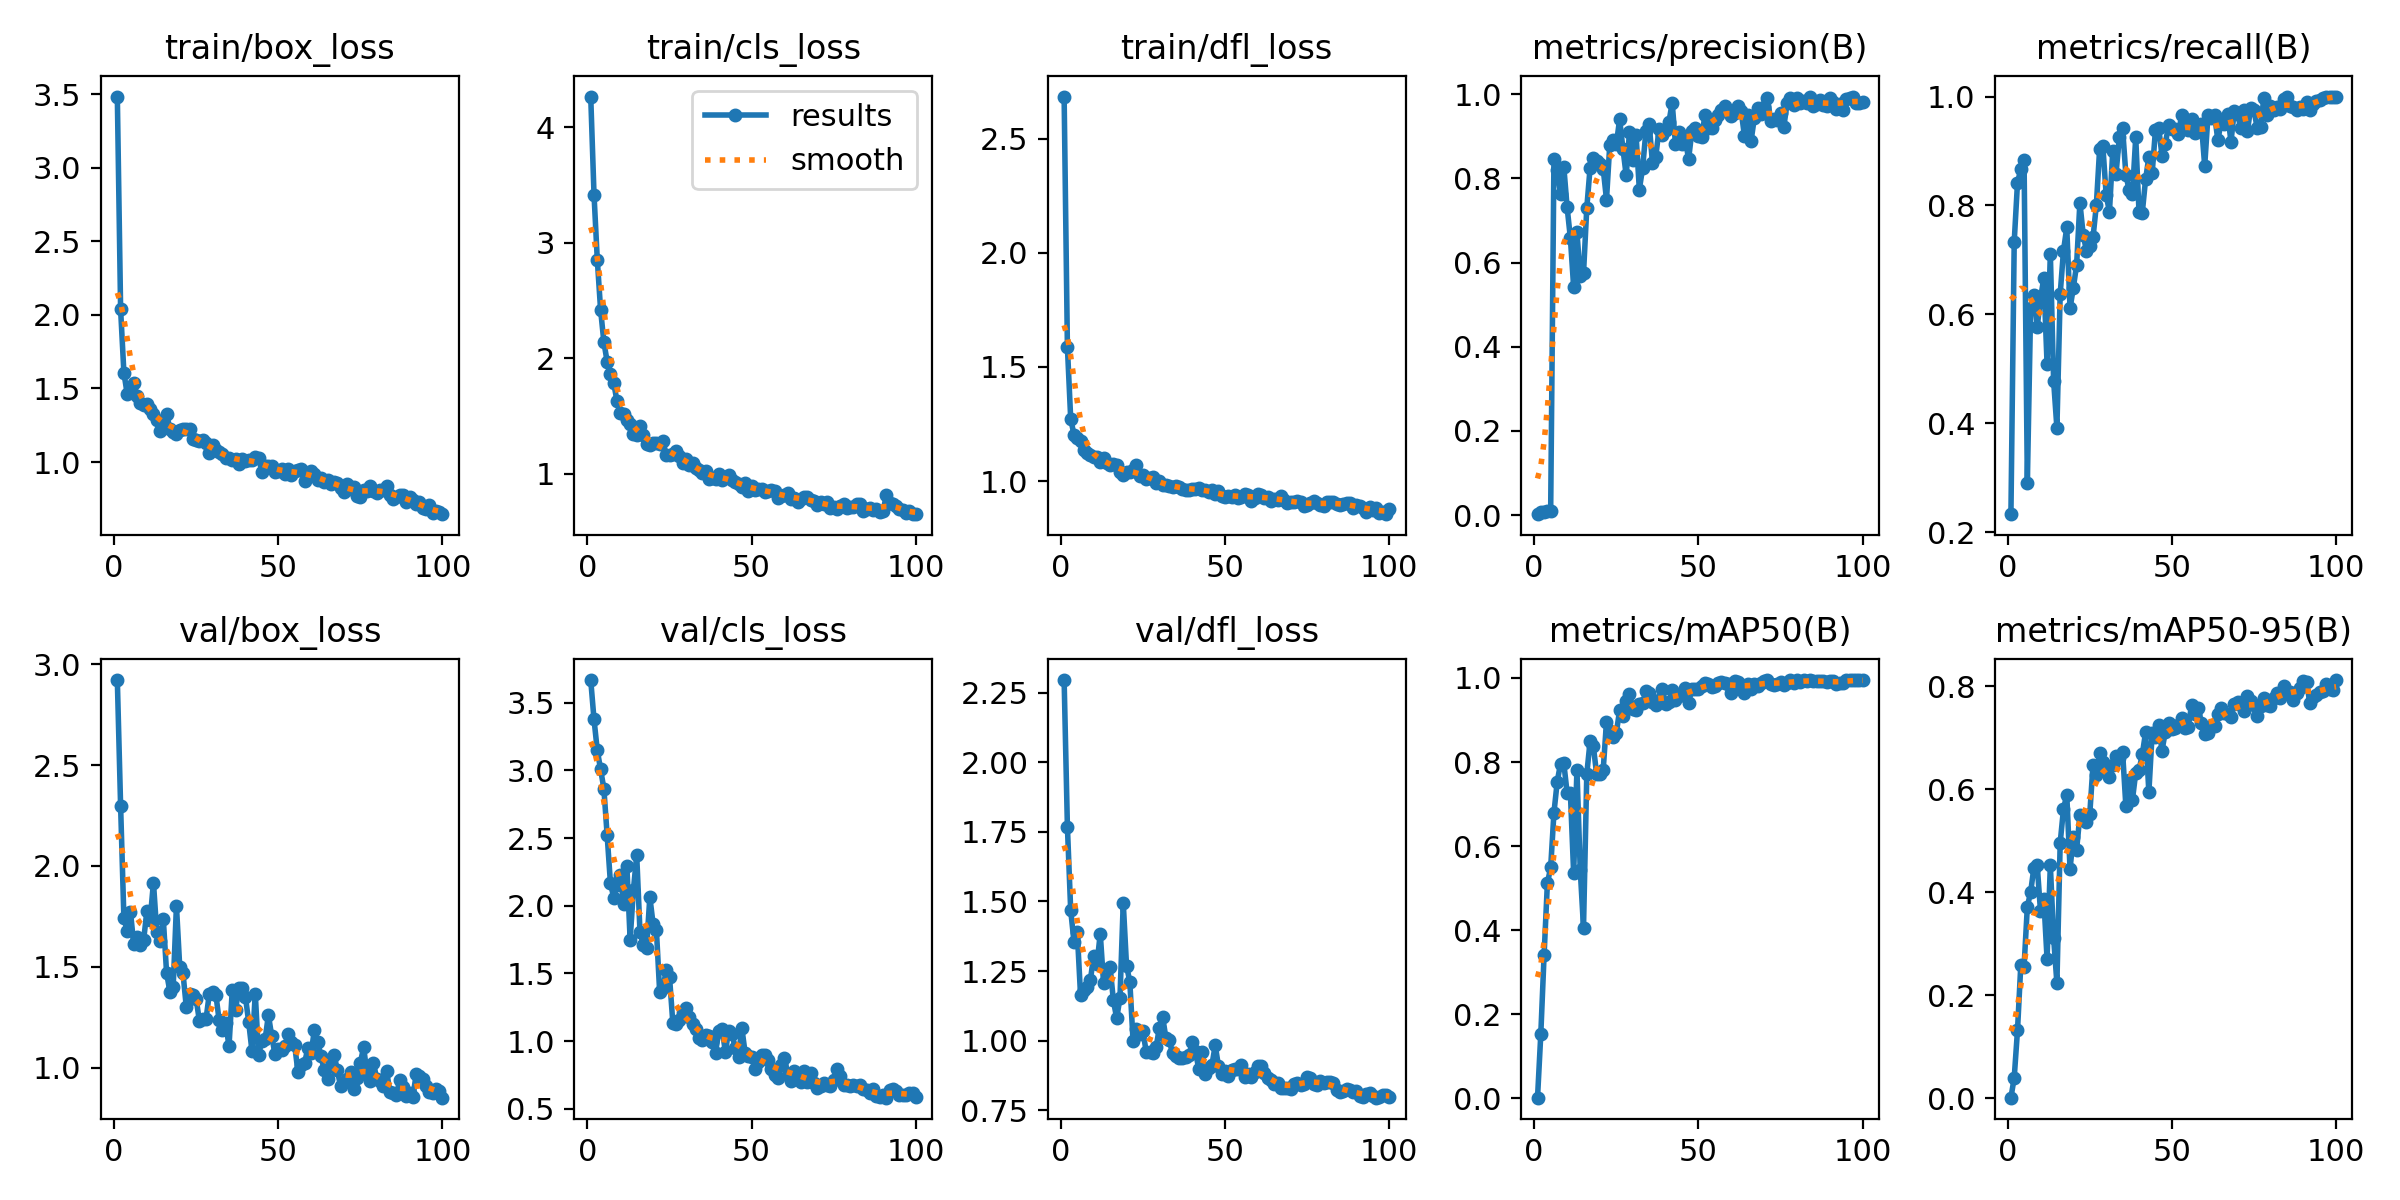 train/box_loss
3.5
3.0
2.5
2.0
1.5
1.0
0 50 100
train/cls_loss
results
smooth
4
3
2
1
0 50 100
train/dfl_loss
2.5
2.0
1.5
1.0
0 50 100
metrics/precision(B)
1.0
0.8
0.6
0.4
0.2
0.0
0 50 100
metrics/recall(B)
1.0
0.8
0.6
0.4
0.2
0 50 100
val/box_loss
3.0
2.5
2.0
1.5
1.0
0 50 100
val/cls_loss
3.5
3.0
2.5
2.0
1.5
1.0
0.5
0 50 100
val/dfl_loss
2.25
2.00
1.75
1.50
1.25
1.00
0.75
0 50 100
metrics/mAP50(B)
1.0
0.8
0.6
0.4
0.2
0.0
0 50 100
metrics/mAP50-95(B)
0.8
0.6
0.4
0.2
0.0
0 50 100